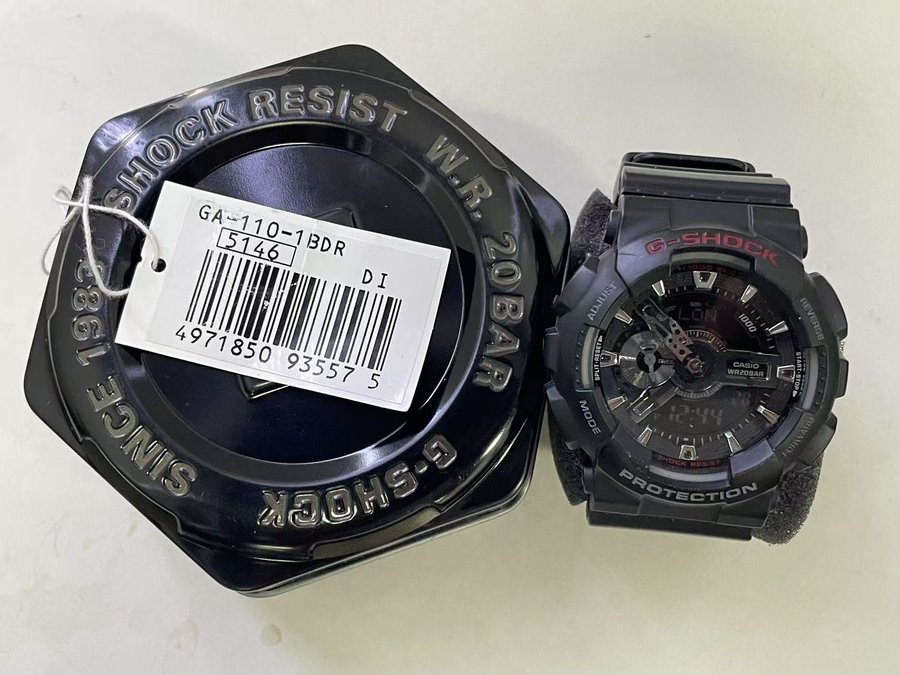 SHOCK RESIST
W.R. 20BAR
G-SHOCK
SINCE 1983
GA-110-1BDR
5146
DI
4971850 93557 5
G-SHOCK
ADJUST
REVERSE
1000
LON
SPLIT·RESET
START·STOP
CASIO
WR20BAR
12:44
MODE
FORWARD
SHOCK RESIST
PROTECTION